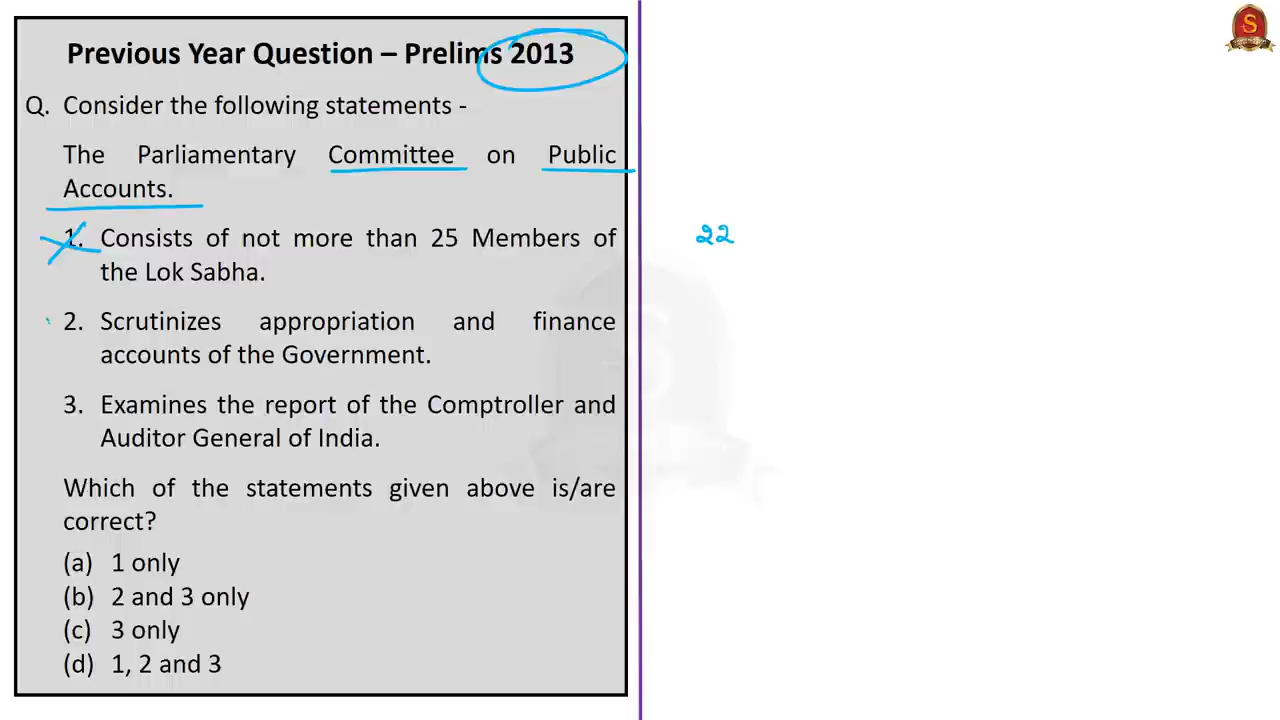 Previous Year Question – Prelims 2013
Q. Consider the following statements -
The Parliamentary Committee on Public
Accounts.
1. Consists of not more than 25 Members of
the Lok Sabha.
2. Scrutinizes appropriation and finance
accounts of the Government.
3. Examines the report of the Comptroller and
Auditor General of India.
Which of the statements given above is/are
correct?
(a) 1 only
(b) 2 and 3 only
(c) 3 only
(d) 1, 2 and 3
22
S